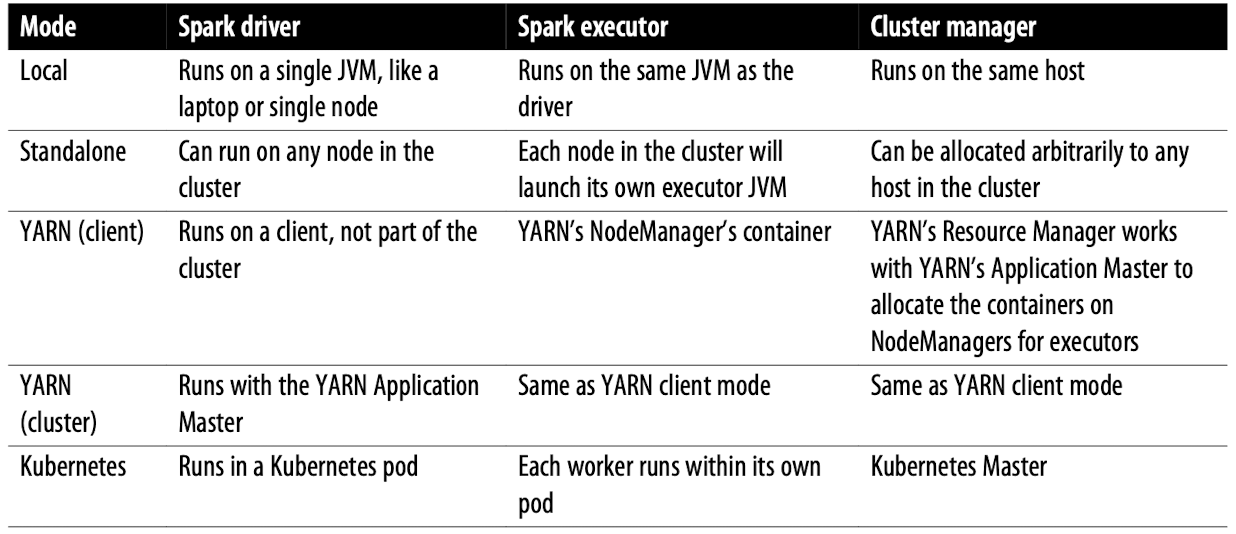 Mode Spark driver Spark executor Cluster manager
Local Runs on a single JVM, like a Runs on the same JVM as the Runs on the same host
laptop or single node driver
Standalone Can run on any node in the Each node in the cluster will Can be allocated arbitrarily to any
cluster launch its own executor JVM host in the cluster
YARN (client) Runs on a client, not part of the YARN’s NodeManager’s container YARN’s Resource Manager works
cluster with YARN’s Application Master to
allocate the containers on
NodeManagers for executors
YARN Runs with the YARN Application Same as YARN client mode Same as YARN client mode
(cluster) Master
Kubernetes Runs in a Kubernetes pod Each worker runs within its own Kubernetes Master
pod